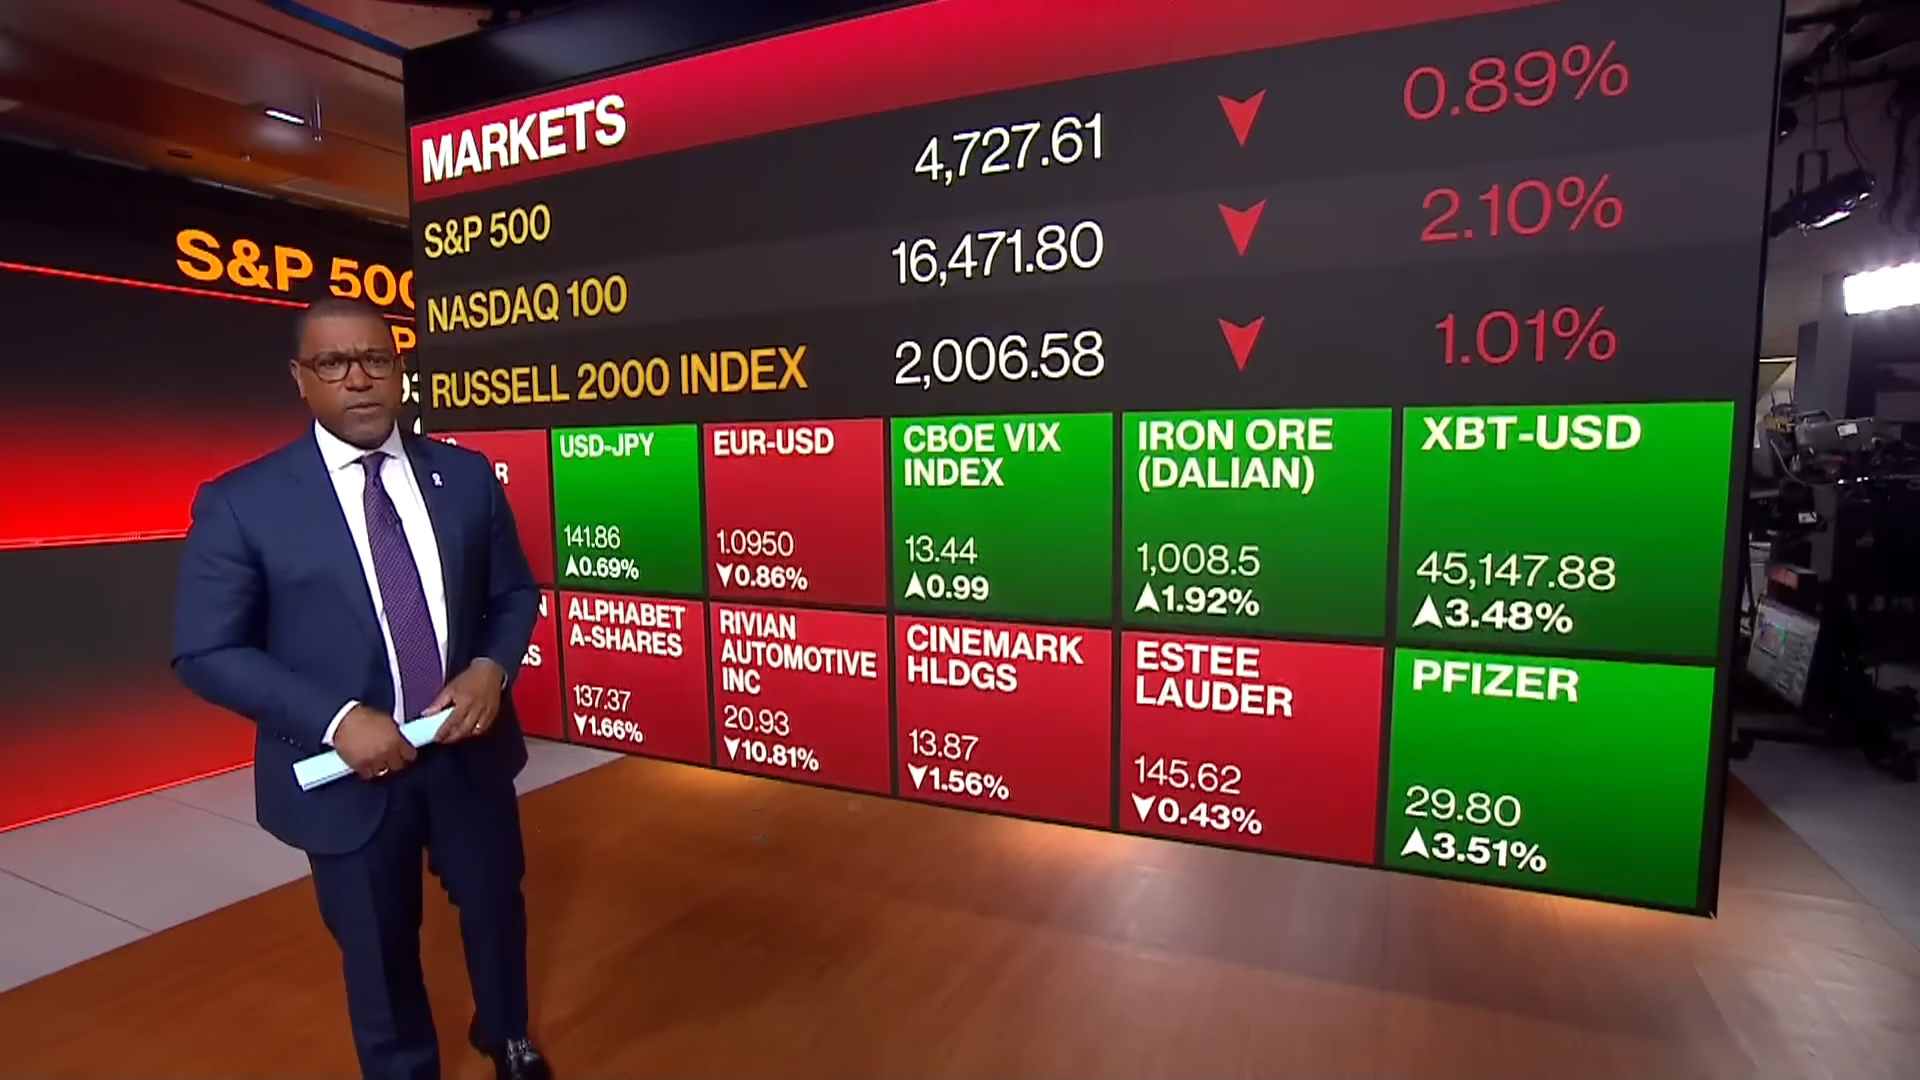 MARKETS
S&P 500
4,727.61
0.89%
NASDAQ 100
16,471.80
2.10%
RUSSELL 2000 INDEX
2,006.58
1.01%
S&P 500
USD-JPY
141.86
▲0.69%
EUR-USD
1.0950
▼0.86%
CBOE VIX
INDEX
13.44
▲0.99
IRON ORE
(DALIAN)
1,008.5
▲1.92%
XBT-USD
45,147.88
▲3.48%
ALPHABET
A-SHARES
137.37
▼1.66%
RIVIAN
AUTOMOTIVE
INC
20.93
▼10.81%
CINEMARK
HLDGS
13.87
▼1.56%
ESTEE
LAUDER
145.62
▼0.43%
PFIZER
29.80
▲3.51%